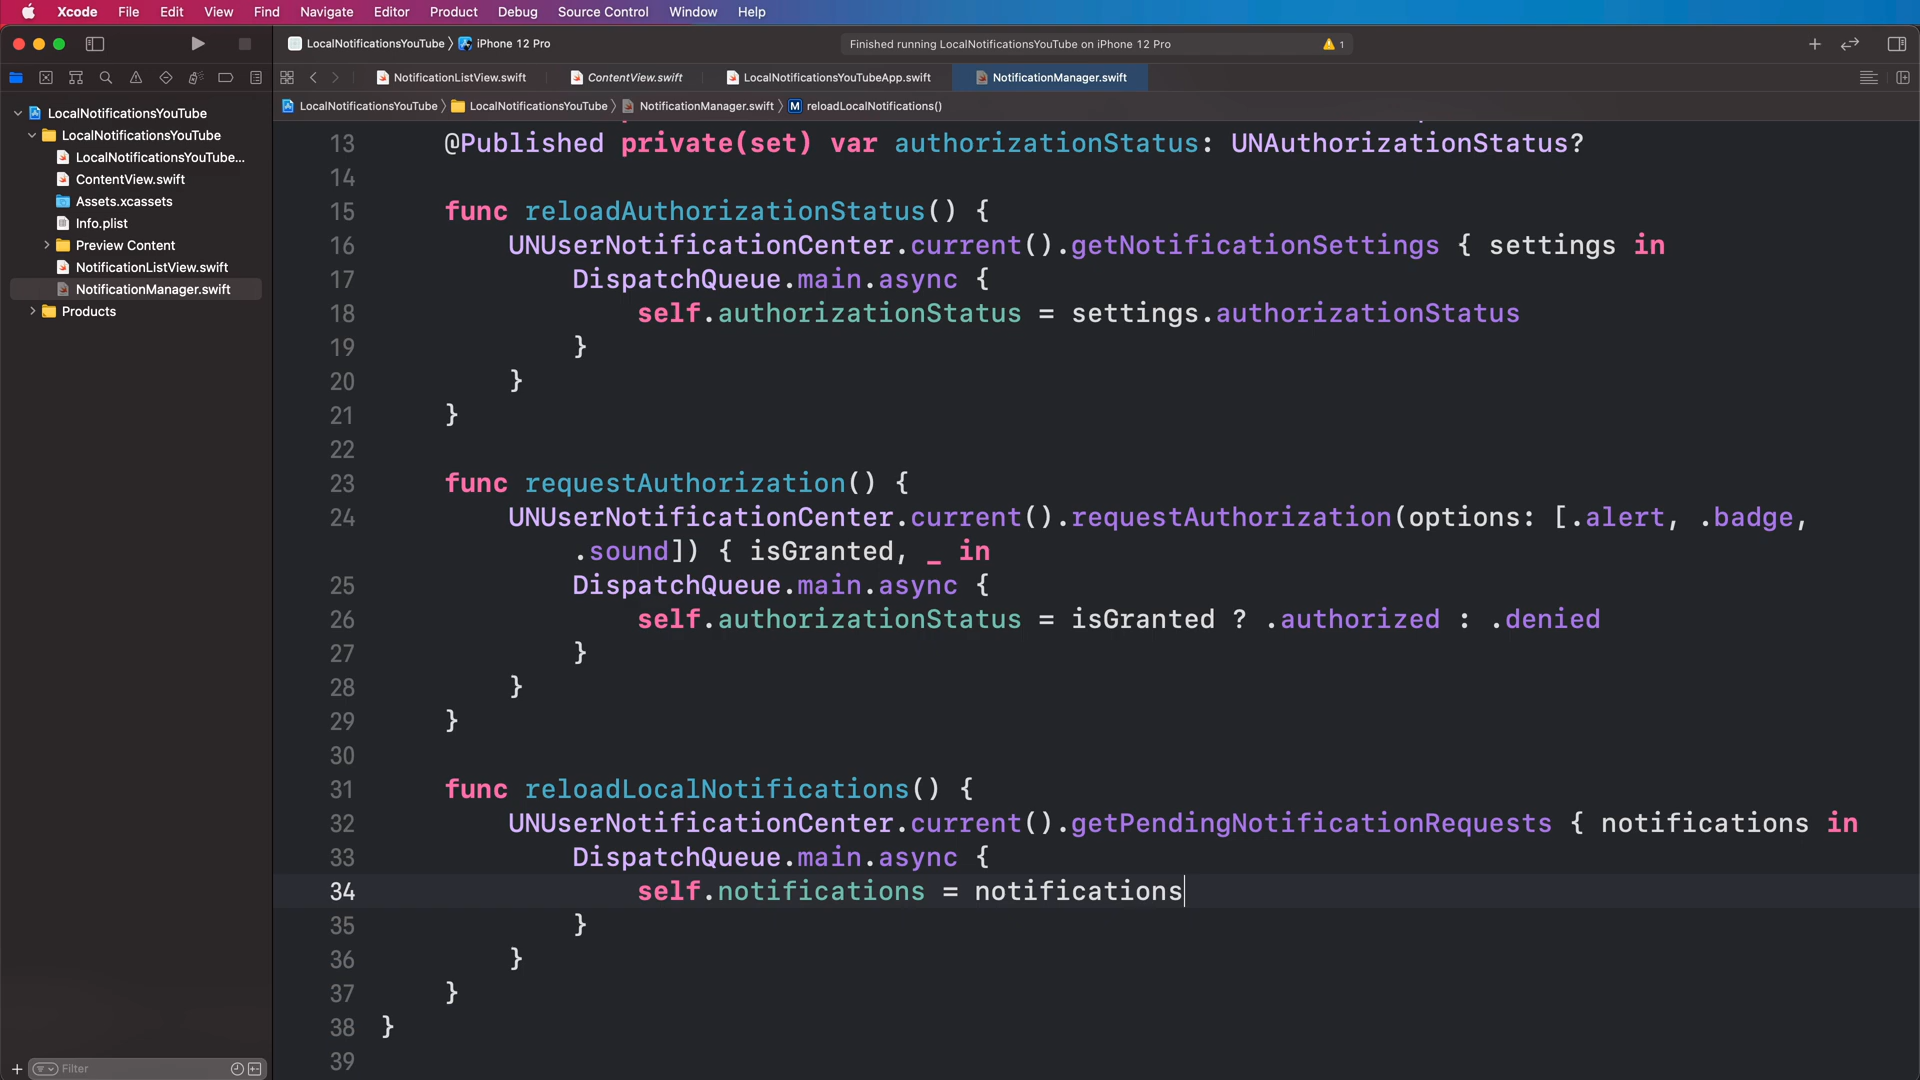 Xcode File Edit View Find Navigate Editor Product Debug Source Control Window Help
LocalNotificationsYouTube iPhone 12 Pro
Finished running LocalNotificationsYouTube on iPhone 12 Pro 1
NotificationListView.swift ContentView.swift LocalNotificationsYouTubeApp.swift NotificationManager.swift
LocalNotificationsYouTube LocalNotificationsYouTube NotificationManager.swift M reloadLocalNotifications()
LocalNotificationsYouTube
LocalNotificationsYouTube
LocalNotificationsYouTube...
ContentView.swift
Assets.xcassets
Info.plist
Preview Content
NotificationListView.swift
NotificationManager.swift
Products
Filter
13 @Published private(set) var authorizationStatus: UNAuthorizationStatus?
14
15 func reloadAuthorizationStatus() {
16 UNUserNotificationCenter.current().getNotificationSettings { settings in
17 DispatchQueue.main.async {
18 self.authorizationStatus = settings.authorizationStatus
19 }
20 }
21 }
22
23 func requestAuthorization() {
24 UNUserNotificationCenter.current().requestAuthorization(options: [.alert, .badge,
.sound]) { isGranted, _ in
25 DispatchQueue.main.async {
26 self.authorizationStatus = isGranted ? .authorized : .denied
27 }
28 }
29 }
30
31 func reloadLocalNotifications() {
32 UNUserNotificationCenter.current().getPendingNotificationRequests { notifications in
33 DispatchQueue.main.async {
34 self.notifications = notifications
35 }
36 }
37 }
38 }
39